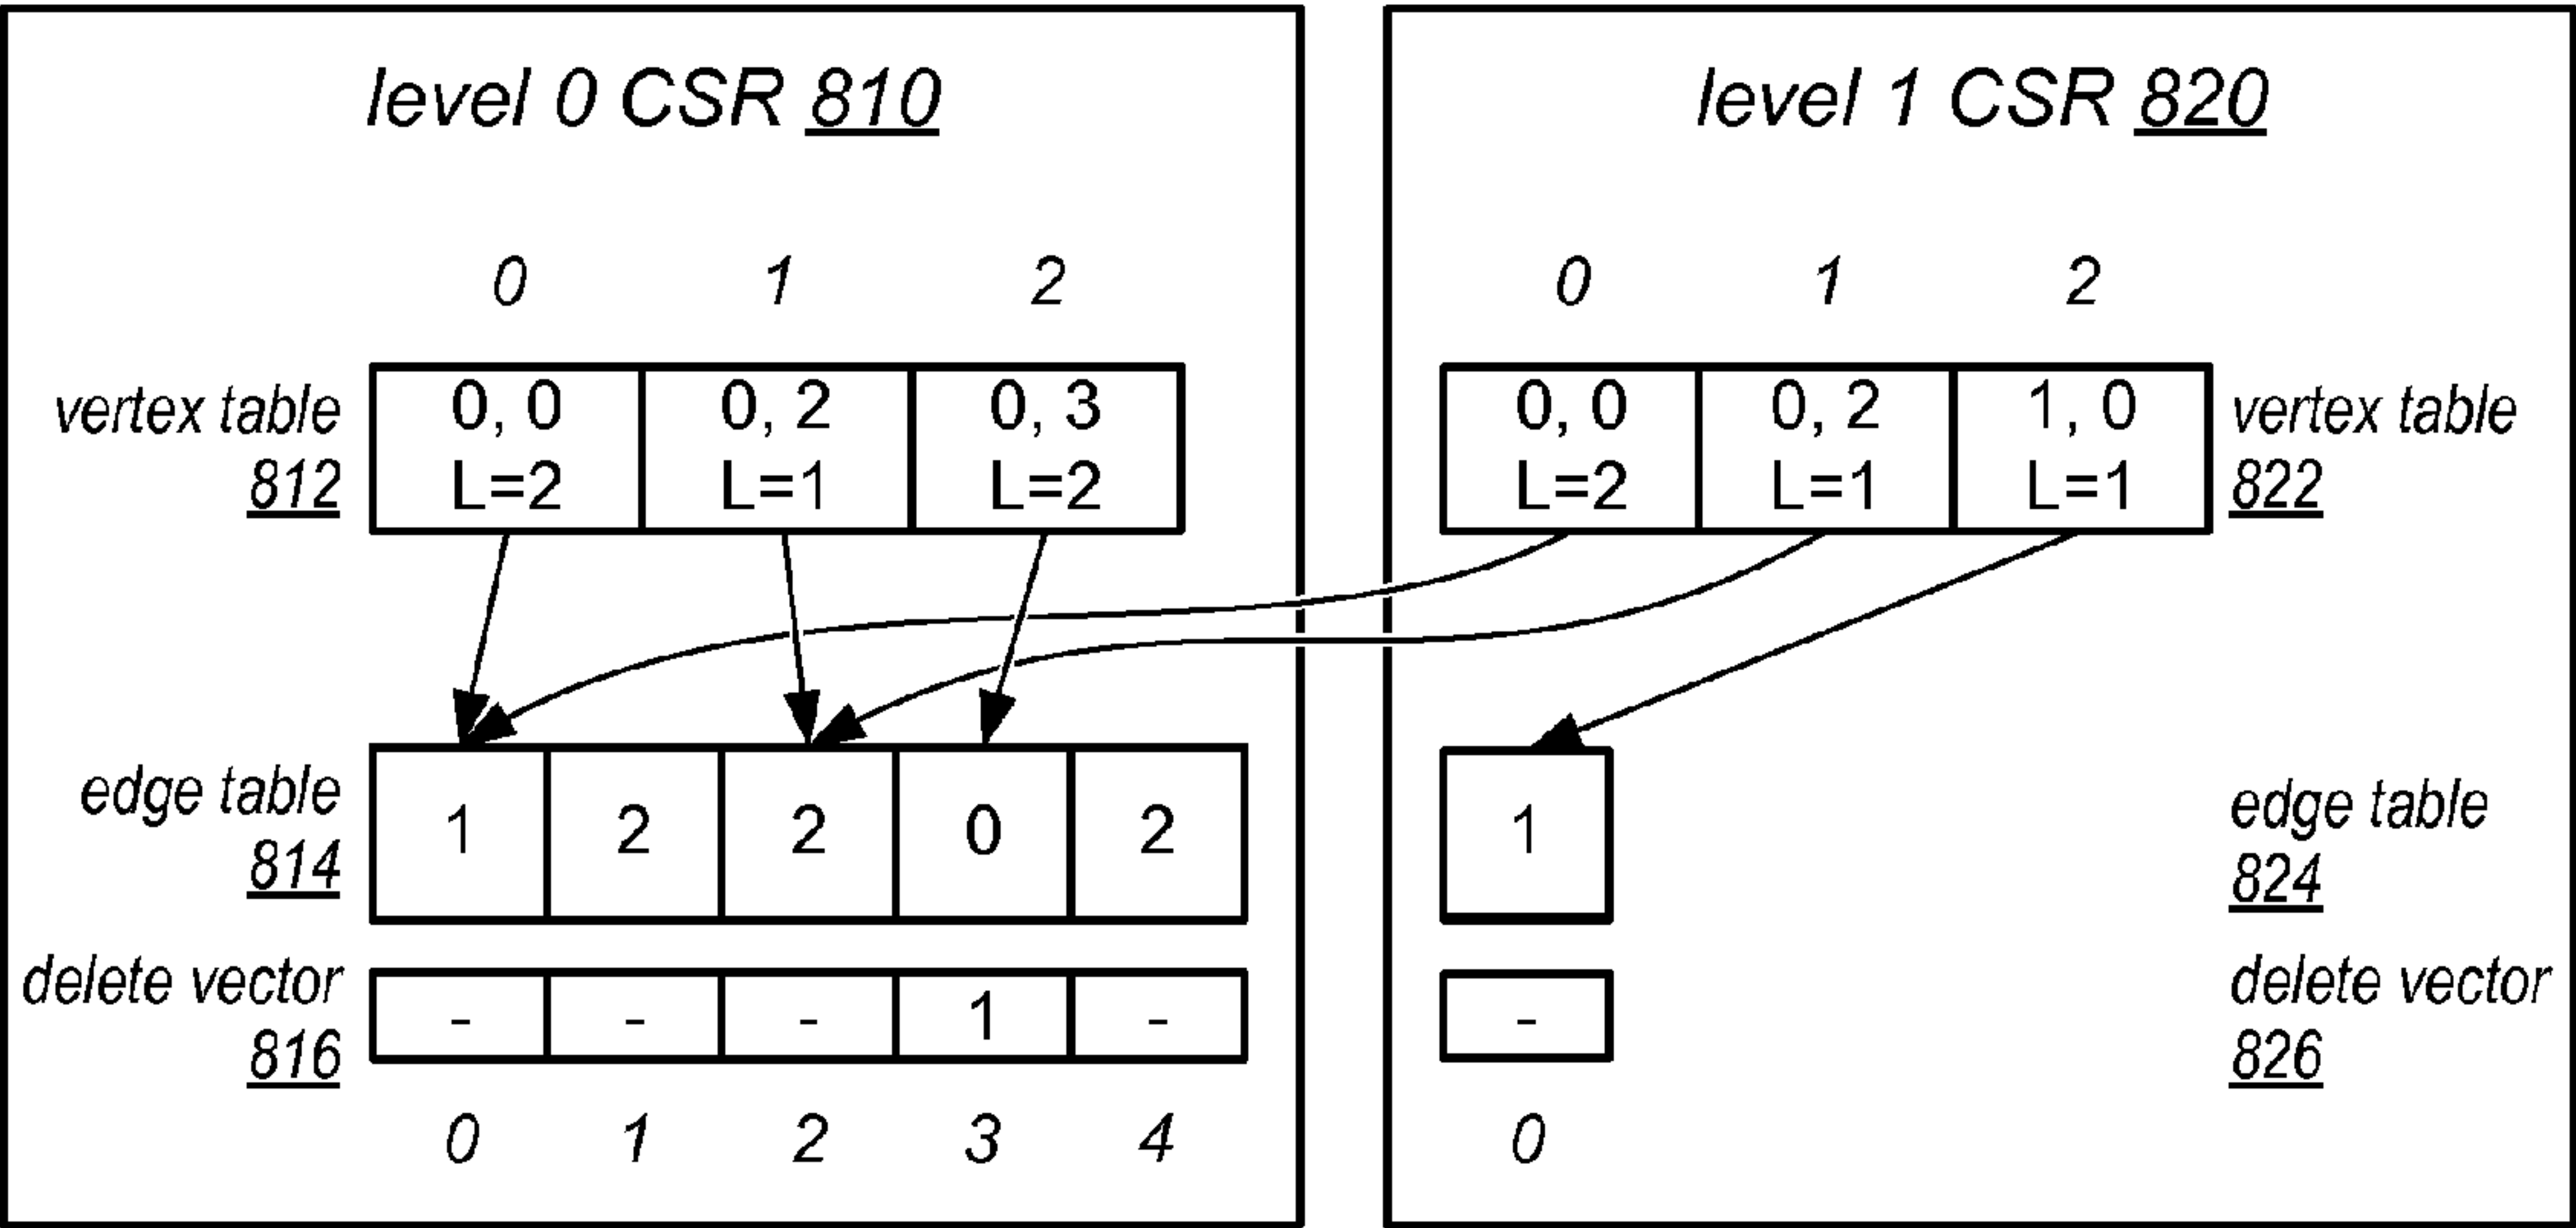 level 0 CSR 810
0 1 2
vertex table
812
0, 0
L=2
0, 2
L=1
0, 3
L=2
edge table
814
1 2 2 0 2
delete vector
816
- - - 1 -
0 1 2 3 4
level 1 CSR 820
0 1 2
0, 0
L=2
0, 2
L=1
1, 0
L=1
vertex table
822
1
edge table
824
-
delete vector
826
0